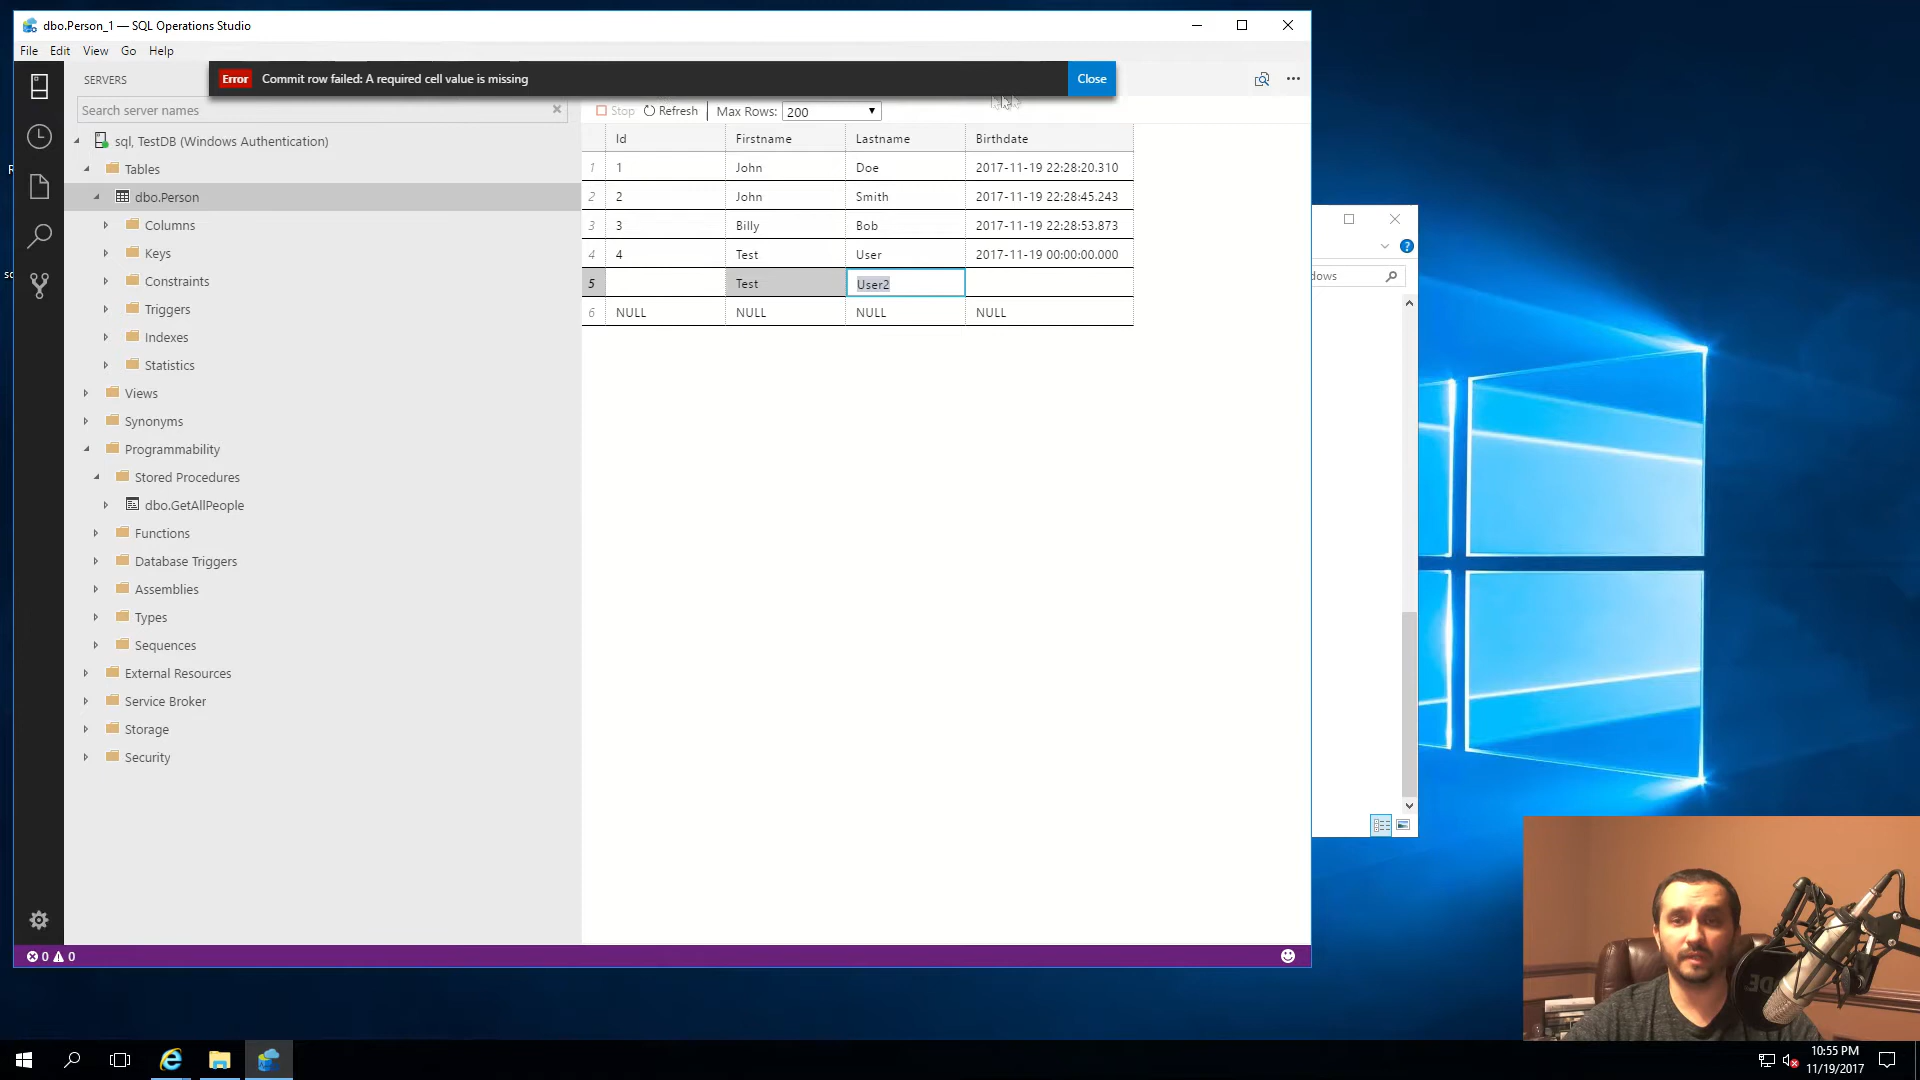 dbo.Person_1 — SQL Operations Studio
File Edit View Go Help
SERVERS
Error Commit row failed: A required cell value is missing Close
Search server names
Stop Refresh Max Rows: 200
sql, TestDB (Windows Authentication)
Tables
dbo.Person
Columns
Keys
Constraints
Triggers
Indexes
Statistics
Views
Synonyms
Programmability
Stored Procedures
dbo.GetAllPeople
Functions
Database Triggers
Assemblies
Types
Sequences
External Resources
Service Broker
Storage
Security
Id Firstname Lastname Birthdate
1 1 John Doe 2017-11-19 22:28:20.310
2 2 John Smith 2017-11-19 22:28:45.243
3 3 Billy Bob 2017-11-19 22:28:53.873
4 4 Test User 2017-11-19 00:00:00.000
5 Test User2
6 NULL NULL NULL NULL
0 0
10:55 PM
11/19/2017